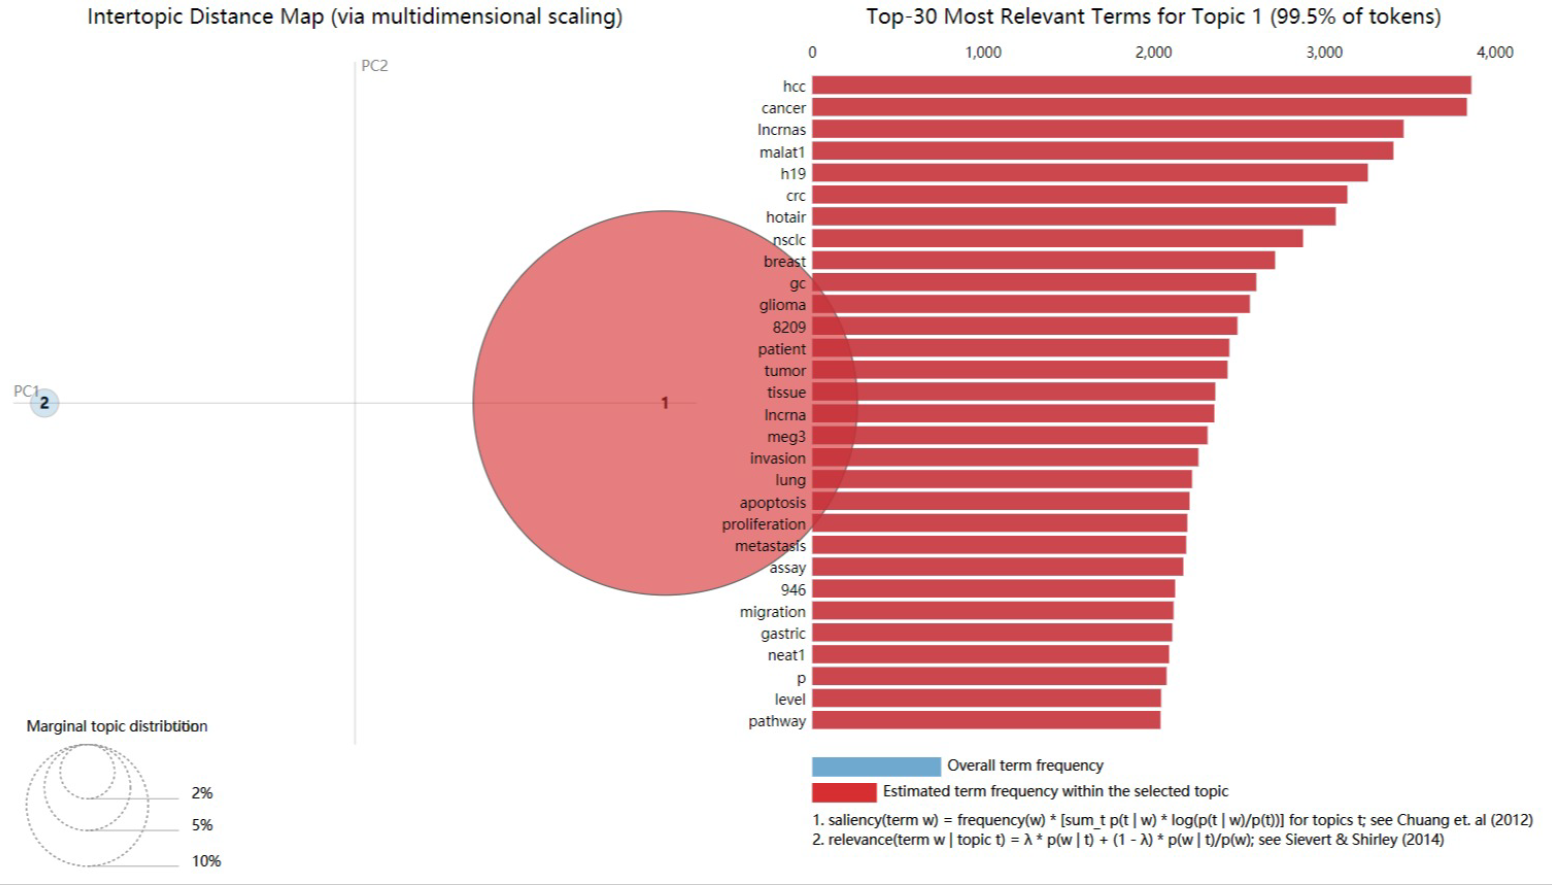 Intertopic Distance Map (via multidimensional scaling)
PC2
PC1
2
1
Marginal topic distribution
2%
5%
10%
Top-30 Most Relevant Terms for Topic 1 (99.5% of tokens)
0 1,000 2,000 3,000 4,000
hcc
cancer
lncrnas
malat1
h19
crc
hotair
nsclc
breast
gc
glioma
8209
patient
tumor
tissue
lncrna
meg3
invasion
lung
apoptosis
proliferation
metastasis
assay
946
migration
gastric
neat1
p
level
pathway
Overall term frequency
Estimated term frequency within the selected topic
1. saliency(term w) = frequency(w) * [sum_t p(t | w) * log(p(t | w)/p(t))] for topics t; see Chuang et. al (2012)
2. relevance(term w | topic t) = λ * p(w | t) + (1 - λ) * p(w | t)/p(w); see Sievert & Shirley (2014)